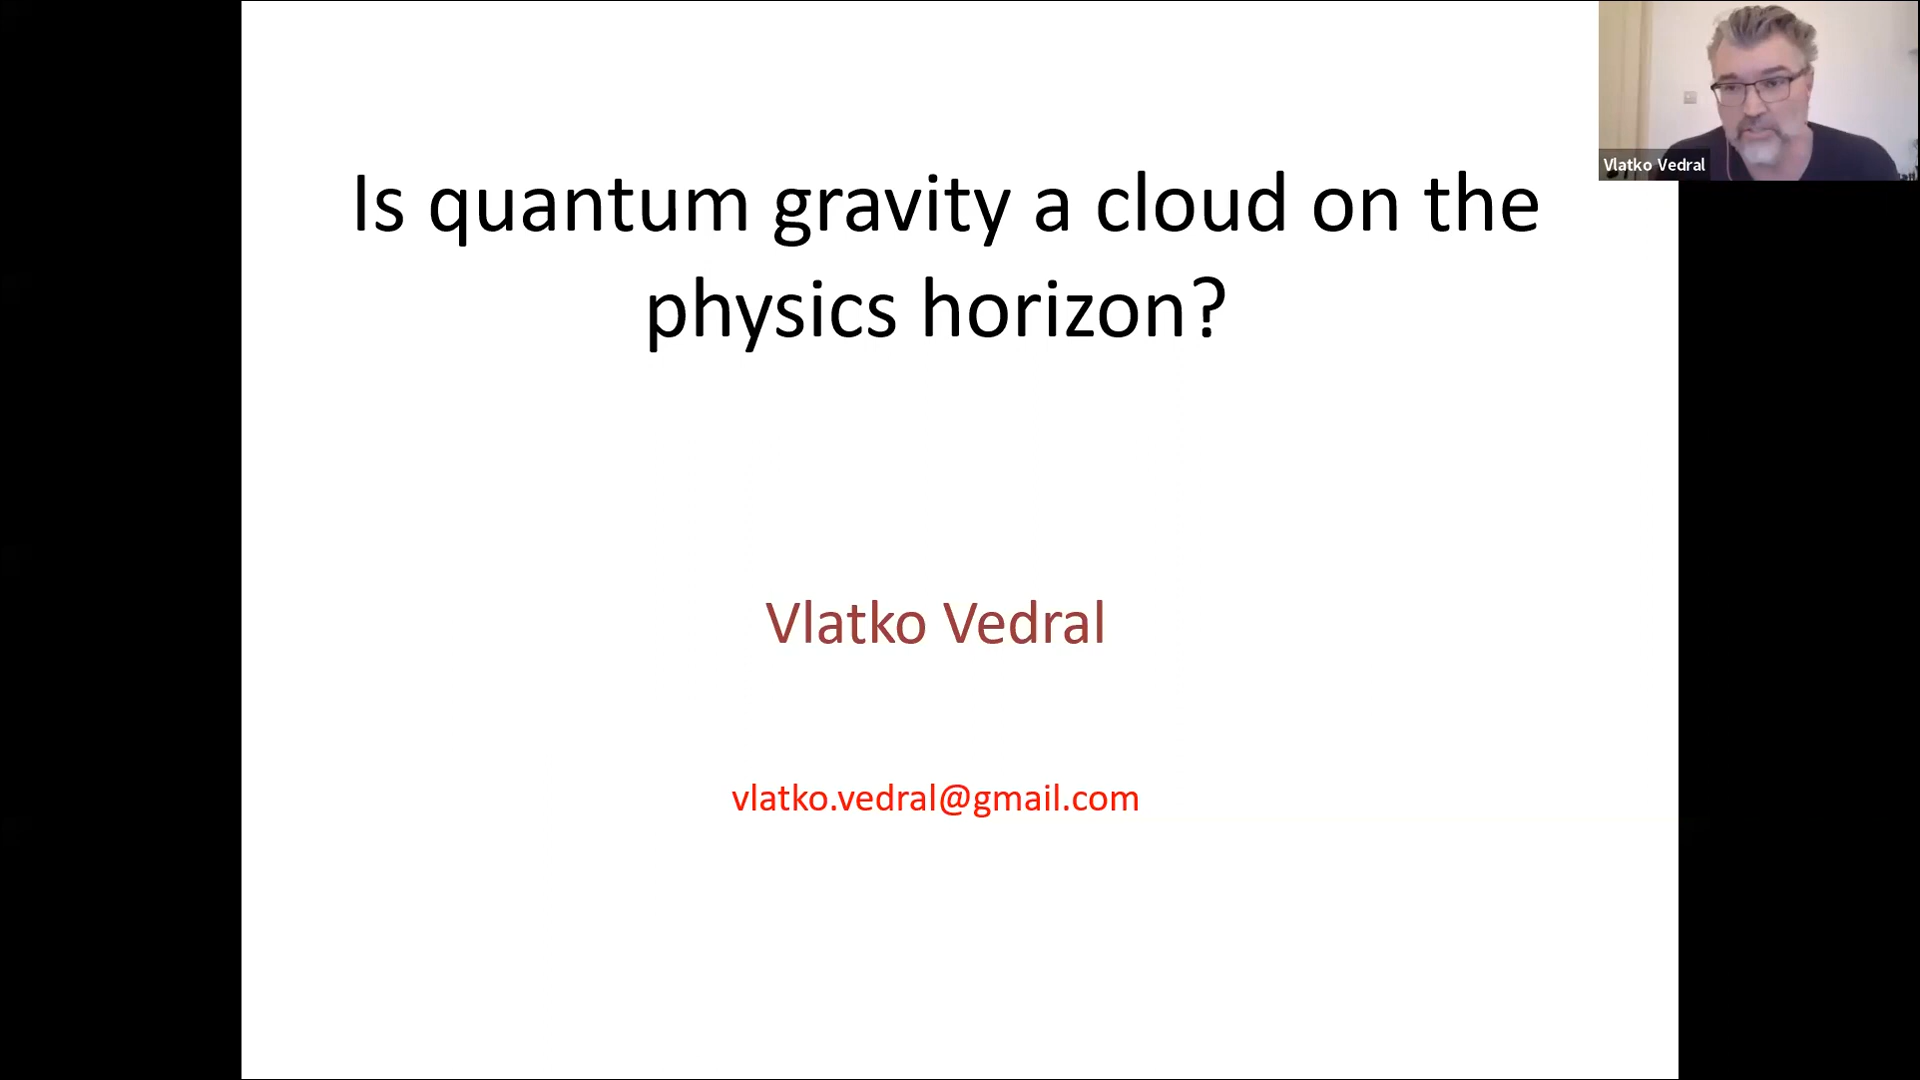 Is quantum gravity a cloud on the
physics horizon?
Vlatko Vedral
vlatko.vedral@gmail.com
Vlatko Vedral